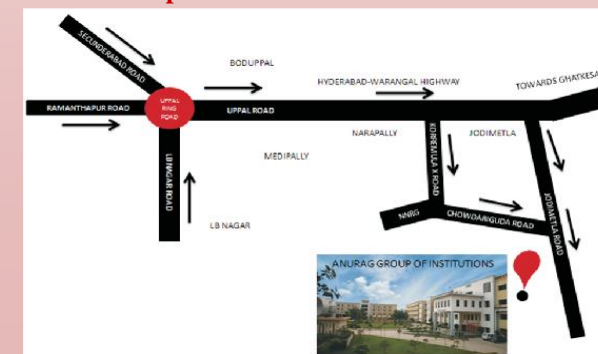 SECUNDERABAD ROAD
BODUPPAL
HYDERABAD-WARANGAL HIGHWAY
TOWARDS GHATKESA
RAMANTHAPUR ROAD
UPPAL
RING
ROAD
UPPAL ROAD
NARAPALLY
JODIMETLA
MEDIPALLY
LB NAGAR ROAD
KORREMULA X ROAD
JODIMETLA ROAD
NNRG
CHOWDARIGUDA ROAD
LB NAGAR
ANURAG GROUP OF INSTITUTIONS